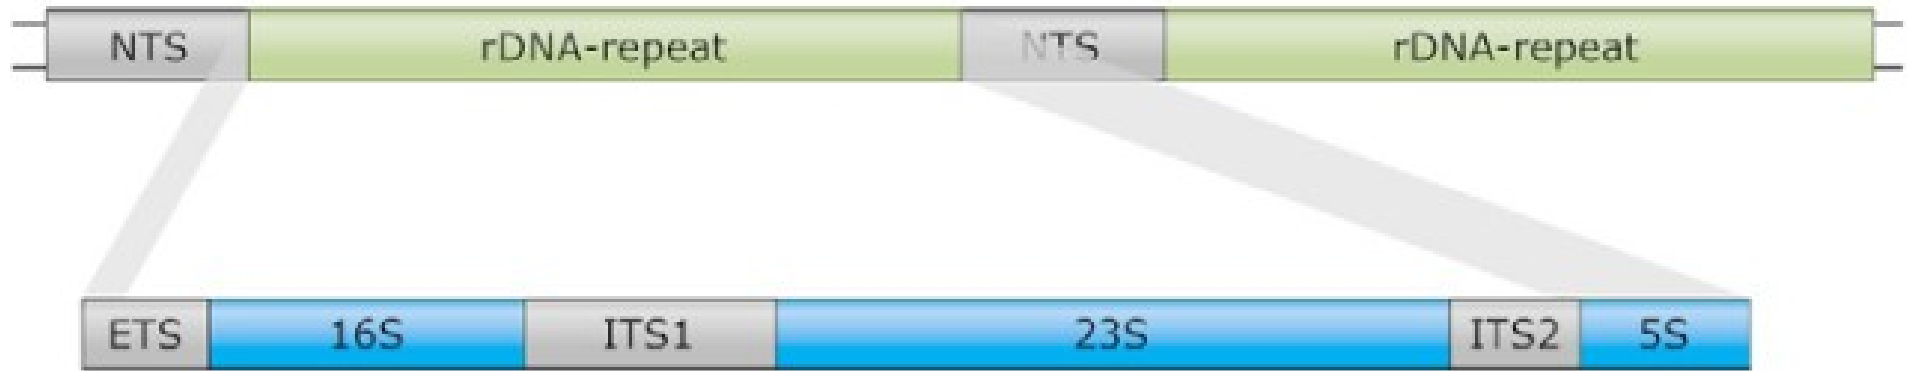 NTS rDNA-repeat NTS rDNA-repeat
ETS 16S ITS1 23S ITS2 5S